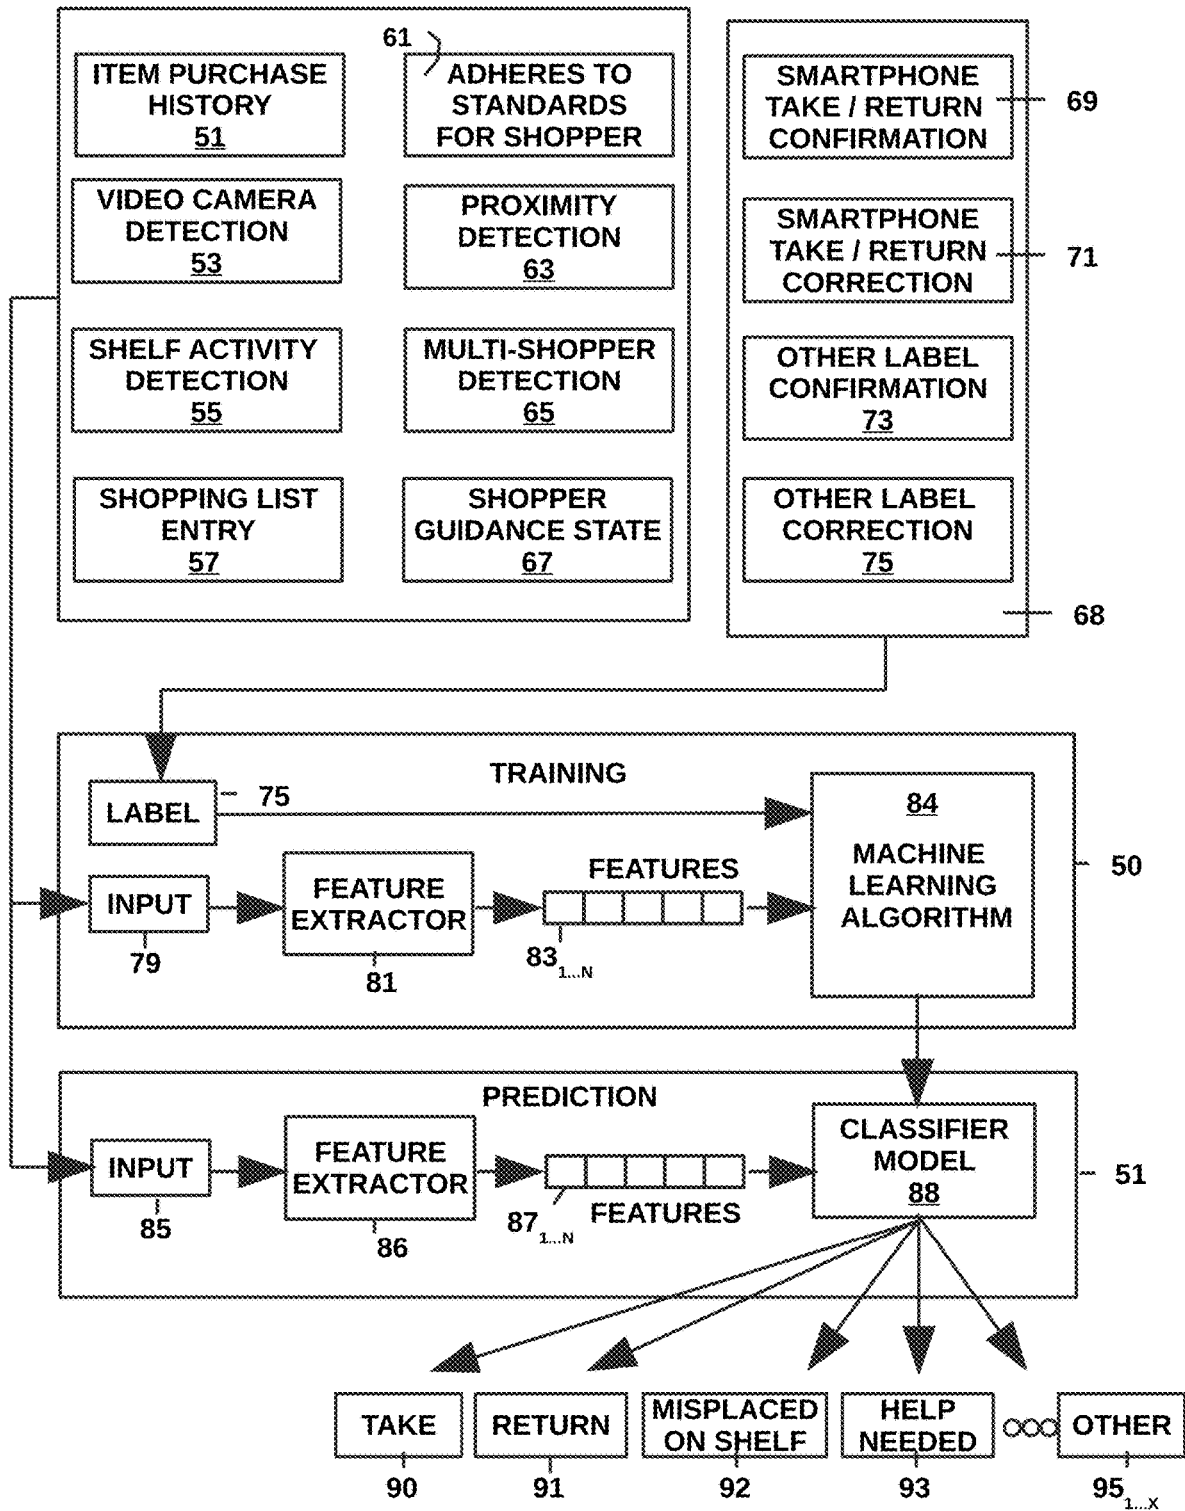 61
ITEM PURCHASE
HISTORY
51
ADHERES TO
STANDARDS
FOR SHOPPER
SMARTPHONE
TAKE / RETURN
CONFIRMATION
69
VIDEO CAMERA
DETECTION
53
PROXIMITY
DETECTION
63
SMARTPHONE
TAKE / RETURN
CORRECTION
71
SHELF ACTIVITY
DETECTION
55
MULTI-SHOPPER
DETECTION
65
OTHER LABEL
CONFIRMATION
73
SHOPPING LIST
ENTRY
57
SHOPPER
GUIDANCE STATE
67
OTHER LABEL
CORRECTION
75
68
TRAINING
LABEL
75
84
MACHINE
LEARNING
ALGORITHM
50
INPUT
79
FEATURE
EXTRACTOR
81
FEATURES
83 1...N
PREDICTION
INPUT
85
FEATURE
EXTRACTOR
86
87 1...N
FEATURES
CLASSIFIER
MODEL
88
51
TAKE
90
RETURN
91
MISPLACED
ON SHELF
92
HELP
NEEDED
93
OTHER
95 1...X